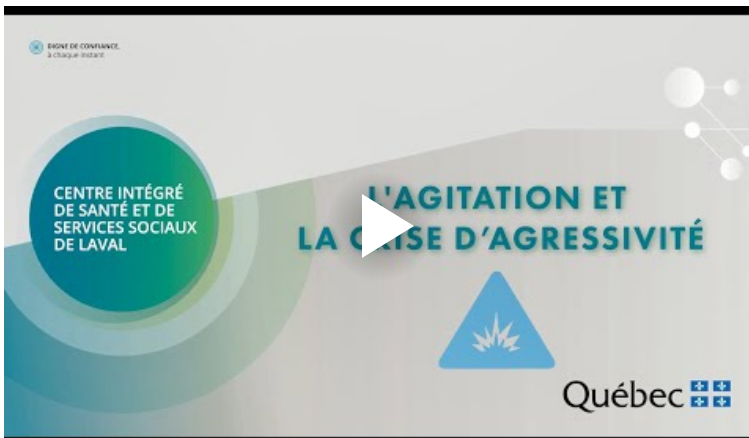 DIGNE DE CONFIANCE,
à chaque instant
CENTRE INTÉGRÉ
DE SANTÉ ET DE
SERVICES SOCIAUX
DE LAVAL
L'AGITATION ET
LA CRISE D’AGRESSIVITÉ
Québec